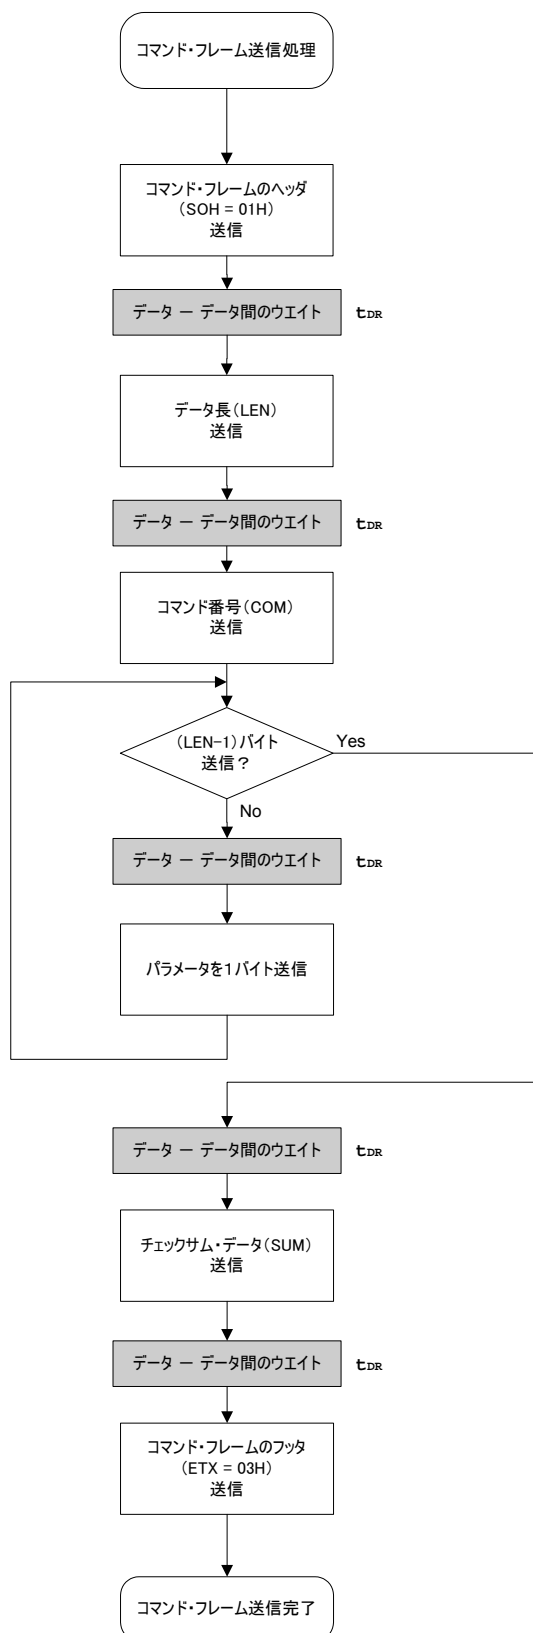 コマンド・フレーム送信処理
コマンド・フレームのヘッダ
(SOH = 01H)
送信
データ － データ間のウエイト
tDR
データ長(LEN)
送信
データ － データ間のウエイト
tDR
コマンド番号(COM)
送信
(LEN-1)バイト
送信？
Yes
No
データ － データ間のウエイト
tDR
パラメータを1バイト送信
データ － データ間のウエイト
tDR
チェックサム・データ(SUM)
送信
データ － データ間のウエイト
tDR
コマンド・フレームのフッタ
(ETX = 03H)
送信
コマンド・フレーム送信完了